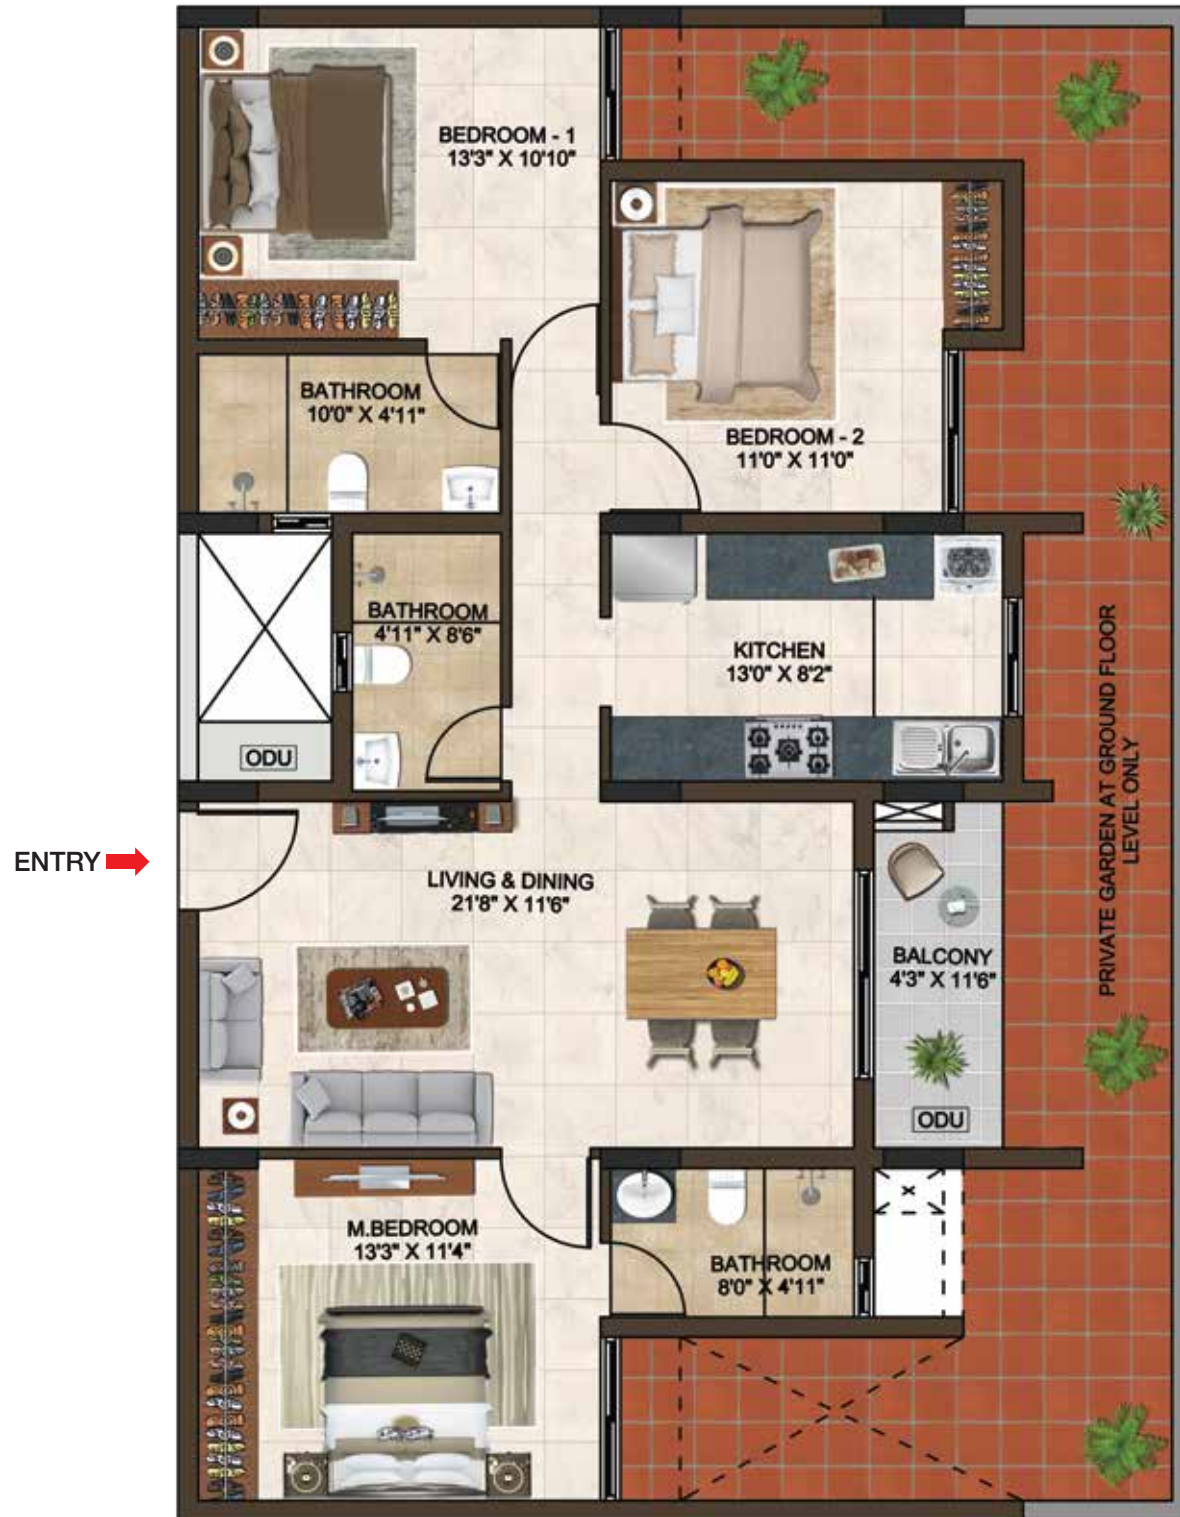 BEDROOM - 1
13'3" X 10'10"
BEDROOM - 2
11'0" X 11'0"
BATHROOM
10'0" X 4'11"
BATHROOM
4'11" X 8'6"
KITCHEN
13'0" X 8'2"
ODU
ENTRY
LIVING & DINING
21'8" X 11'6"
BALCONY
4'3" X 11'6"
ODU
PRIVATE GARDEN AT GROUND FLOOR
LEVEL ONLY
M.BEDROOM
13'3" X 11'4"
BATHROOM
8'0" X 4'11"